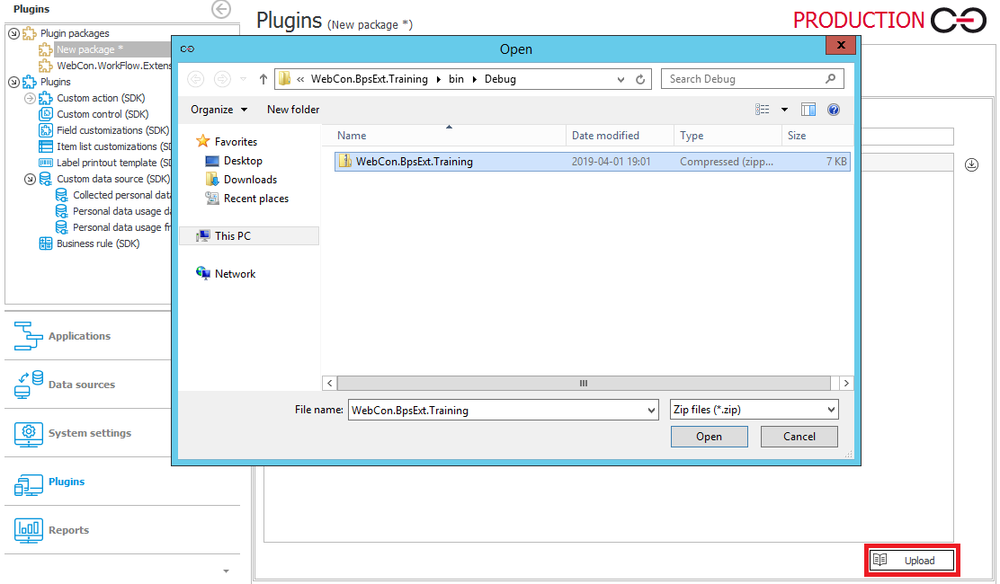 Plugins
Plugins (New package *)
PRODUCTION
Plugin packages
New package *
WebCon.WorkFlow.Extens
Plugins
Custom action (SDK)
Custom control (SDK)
Field customizations (SDK)
Item list customizations (SD
Label printout template (SD
Custom data source (SDK)
Collected personal data
Personal data usage da
Personal data usage fr
Business rule (SDK)
Applications
Data sources
System settings
Plugins
Reports
Open
x
« WebCon.BpsExt.Training bin Debug
Search Debug
Organize New folder
Favorites
Desktop
Downloads
Recent places
This PC
Network
Name Date modified Type Size
WebCon.BpsExt.Training 2019-04-01 19:01 Compressed (zipp... 7 KB
File name: WebCon.BpsExt.Training Zip files (*.zip)
Open Cancel
Upload